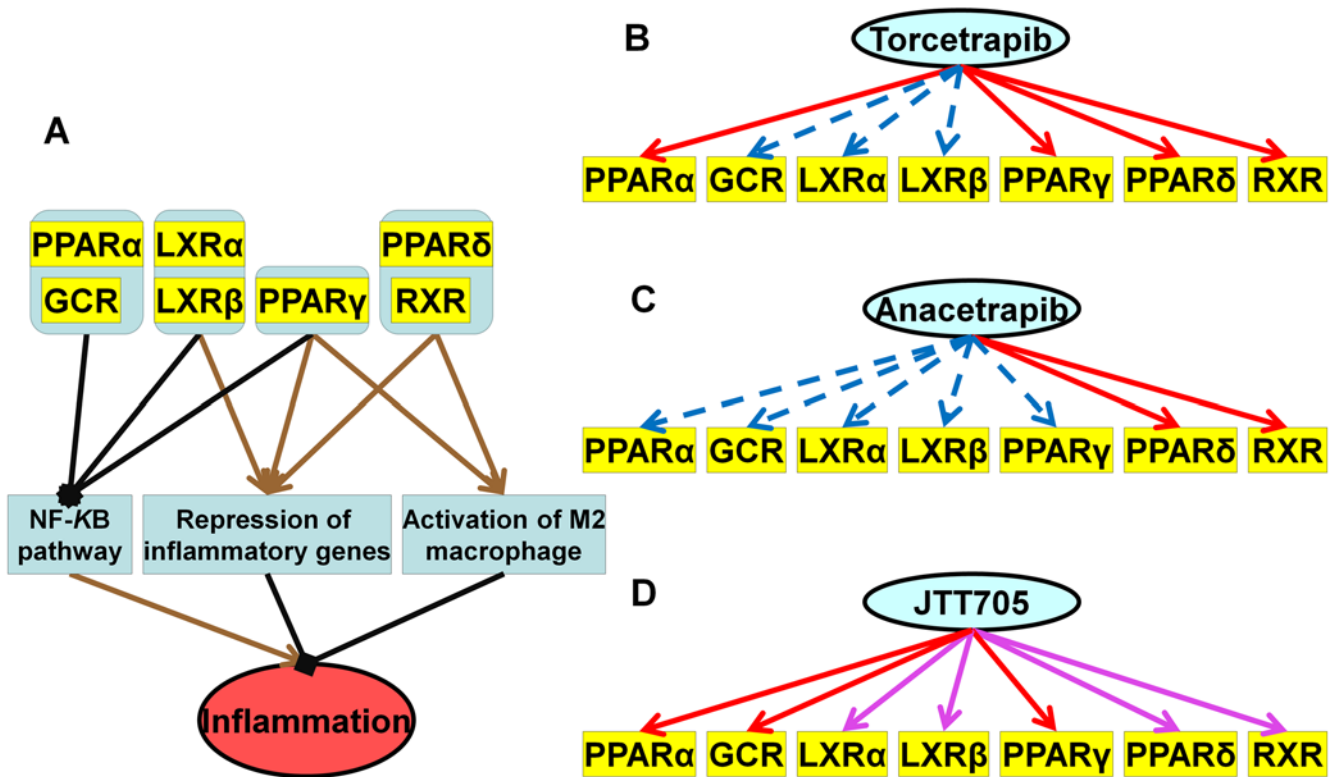 A
PPARα
LXRα
PPARδ
GCR
LXRβ
PPARγ
RXR
NF-KB
pathway
Repression of
inflammatory genes
Activation of M2
macrophage
Inflammation
B
Torcetrapib
PPARα
GCR
LXRα
LXRβ
PPARγ
PPARδ
RXR
C
Anacetrapib
PPARα
GCR
LXRα
LXRβ
PPARγ
PPARδ
RXR
D
JTT705
PPARα
GCR
LXRα
LXRβ
PPARγ
PPARδ
RXR